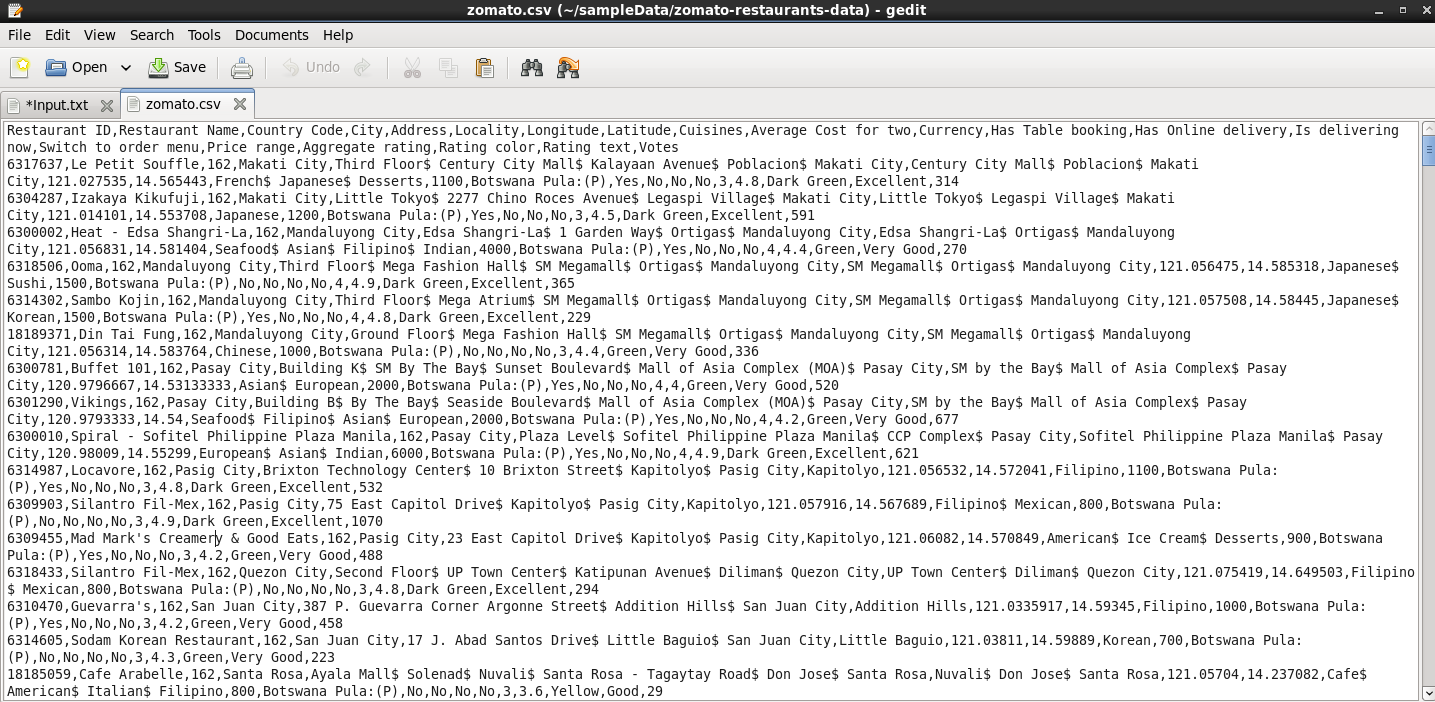 zomato.csv (~/sampleData/zomato-restaurants-data) - gedit
File Edit View Search Tools Documents Help
Open Save Undo
*Input.txt zomato.csv
Restaurant ID,Restaurant Name,Country Code,City,Address,Locality,Longitude,Latitude,Cuisines,Average Cost for two,Currency,Has Table booking,Has Online delivery,Is delivering
now,Switch to order menu,Price range,Aggregate rating,Rating color,Rating text,Votes
6317637,Le Petit Souffle,162,Makati City,Third Floor$ Century City Mall$ Kalayaan Avenue$ Poblacion$ Makati City,Century City Mall$ Poblacion$ Makati
City,121.027535,14.565443,French$ Japanese$ Desserts,1100,Botswana Pula:(P),Yes,No,No,No,3,4.8,Dark Green,Excellent,314
6304287,Izakaya Kikufuji,162,Makati City,Little Tokyo$ 2277 Chino Roces Avenue$ Legaspi Village$ Makati City,Little Tokyo$ Legaspi Village$ Makati
City,121.014101,14.553708,Japanese,1200,Botswana Pula:(P),Yes,No,No,No,3,4.5,Dark Green,Excellent,591
6300002,Heat - Edsa Shangri-La,162,Mandaluyong City,Edsa Shangri-La$ 1 Garden Way$ Ortigas$ Mandaluyong City,Edsa Shangri-La$ Ortigas$ Mandaluyong
City,121.056831,14.581404,Seafood$ Asian$ Filipino$ Indian,4000,Botswana Pula:(P),Yes,No,No,No,4,4.4,Green,Very Good,270
6318506,Ooma,162,Mandaluyong City,Third Floor$ Mega Fashion Hall$ SM Megamall$ Ortigas$ Mandaluyong City,SM Megamall$ Ortigas$ Mandaluyong City,121.056475,14.585318,Japanese$
Sushi,1500,Botswana Pula:(P),No,No,No,No,4,4.9,Dark Green,Excellent,365
6314302,Sambo Kojin,162,Mandaluyong City,Third Floor$ Mega Atrium$ SM Megamall$ Ortigas$ Mandaluyong City,SM Megamall$ Ortigas$ Mandaluyong City,121.057508,14.58445,Japanese$
Korean,1500,Botswana Pula:(P),Yes,No,No,No,4,4.8,Dark Green,Excellent,229
18189371,Din Tai Fung,162,Mandaluyong City,Ground Floor$ Mega Fashion Hall$ SM Megamall$ Ortigas$ Mandaluyong City,SM Megamall$ Ortigas$ Mandaluyong
City,121.056314,14.583764,Chinese,1000,Botswana Pula:(P),No,No,No,No,3,4.4,Green,Very Good,336
6300781,Buffet 101,162,Pasay City,Building K$ SM By The Bay$ Sunset Boulevard$ Mall of Asia Complex (MOA)$ Pasay City,SM by the Bay$ Mall of Asia Complex$ Pasay
City,120.9796667,14.53133333,Asian$ European,2000,Botswana Pula:(P),Yes,No,No,No,4,4,Green,Very Good,520
6301290,Vikings,162,Pasay City,Building B$ By The Bay$ Seaside Boulevard$ Mall of Asia Complex (MOA)$ Pasay City,SM by the Bay$ Mall of Asia Complex$ Pasay
City,120.9793333,14.54,Seafood$ Filipino$ Asian$ European,2000,Botswana Pula:(P),Yes,No,No,No,4,4.2,Green,Very Good,677
6300010,Spiral - Sofitel Philippine Plaza Manila,162,Pasay City,Plaza Level$ Sofitel Philippine Plaza Manila$ CCP Complex$ Pasay City,Sofitel Philippine Plaza Manila$ Pasay
City,120.98009,14.55299,European$ Asian$ Indian,6000,Botswana Pula:(P),Yes,No,No,No,4,4.9,Dark Green,Excellent,621
6314987,Locavore,162,Pasig City,Brixton Technology Center$ 10 Brixton Street$ Kapitolyo$ Pasig City,Kapitolyo,121.056532,14.572041,Filipino,1100,Botswana Pula:
(P),Yes,No,No,No,3,4.8,Dark Green,Excellent,532
6309903,Silantro Fil-Mex,162,Pasig City,75 East Capitol Drive$ Kapitolyo$ Pasig City,Kapitolyo,121.057916,14.567689,Filipino$ Mexican,800,Botswana Pula:
(P),No,No,No,No,3,4.9,Dark Green,Excellent,1070
6309455,Mad Mark's Creamery & Good Eats,162,Pasig City,23 East Capitol Drive$ Kapitolyo$ Pasig City,Kapitolyo,121.06082,14.570849,American$ Ice Cream$ Desserts,900,Botswana
Pula:(P),Yes,No,No,No,3,4.2,Green,Very Good,488
6318433,Silantro Fil-Mex,162,Quezon City,Second Floor$ UP Town Center$ Katipunan Avenue$ Diliman$ Quezon City,UP Town Center$ Diliman$ Quezon City,121.075419,14.649503,Filipino
$ Mexican,800,Botswana Pula:(P),No,No,No,No,3,4.8,Dark Green,Excellent,294
6310470,Guevarra's,162,San Juan City,387 P. Guevarra Corner Argonne Street$ Addition Hills$ San Juan City,Addition Hills,121.0335917,14.59345,Filipino,1000,Botswana Pula:
(P),Yes,No,No,No,3,4.2,Green,Very Good,458
6314605,Sodam Korean Restaurant,162,San Juan City,17 J. Abad Santos Drive$ Little Baguio$ San Juan City,Little Baguio,121.03811,14.59889,Korean,700,Botswana Pula:
(P),No,No,No,No,3,4.3,Green,Very Good,223
18185059,Cafe Arabelle,162,Santa Rosa,Ayala Mall$ Solenad$ Nuvali$ Santa Rosa - Tagaytay Road$ Don Jose$ Santa Rosa,Nuvali$ Don Jose$ Santa Rosa,121.05704,14.237082,Cafe$
American$ Italian$ Filipino,800,Botswana Pula:(P),No,No,No,No,3,3.6,Yellow,Good,29